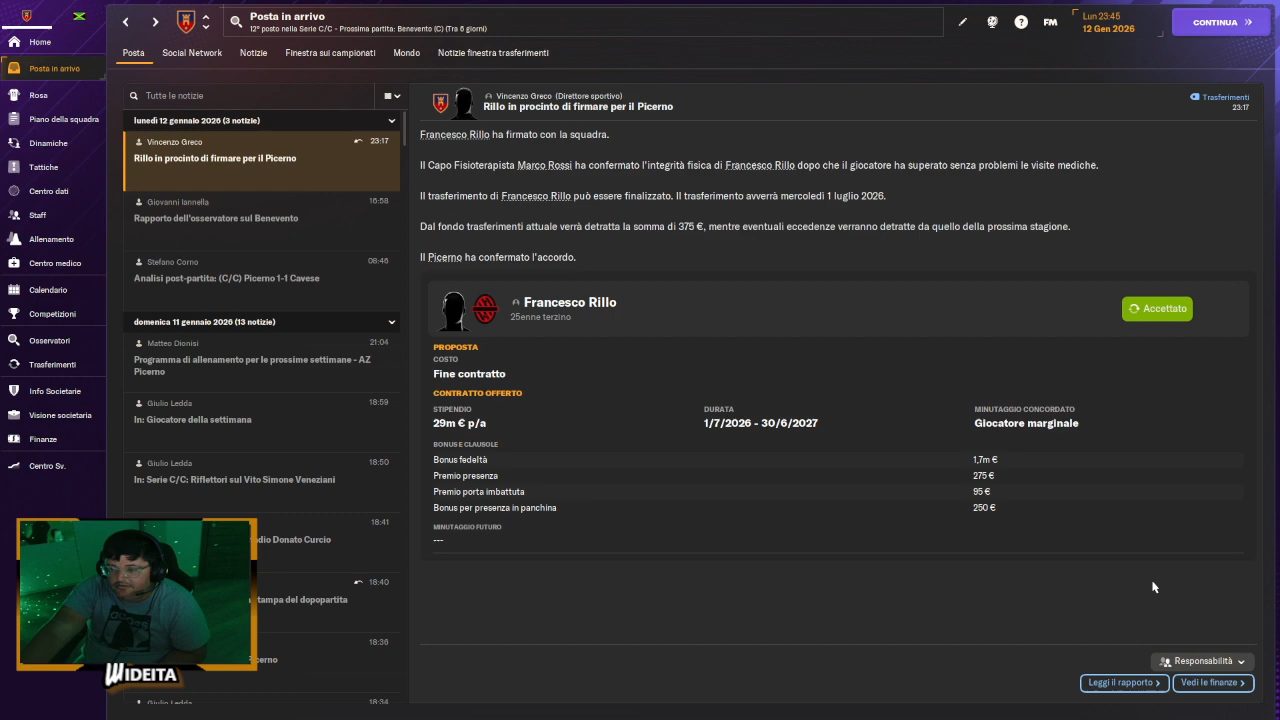 Posta in arrivo
12° posto nella Serie C/C - Prossima partita: Benevento (C) (Tra 6 giorni)
FM
Lun 23:45
12 Gen 2026
CONTINUA
Home
Posta in arrivo
Rosa
Piano della squadra
Dinamiche
Tattiche
Centro dati
Staff
Allenamento
Centro medico
Calendario
Competizioni
Osservatori
Trasferimenti
Info Societarie
Visione societaria
Finanze
Centro Sv.
Posta
Social Network
Notizie
Finestra sui campionati
Mondo
Notizie finestra trasferimenti
Tutte le notizie
lunedì 12 gennaio 2026 (3 notizie)
Vincenzo Greco
23:17
Rillo in procinto di firmare per il Picerno
Giovanni Iannella
16:58
Rapporto dell'osservatore sul Benevento
Stefano Corno
08:46
Analisi post-partita: (C/C) Picerno 1-1 Cavese
domenica 11 gennaio 2026 (13 notizie)
Matteo Dionisi
21:04
Programma di allenamento per le prossime settimane - AZ
Picerno
Giulio Ledda
18:59
In: Giocatore della settimana
Giulio Ledda
18:50
In: Serie C/C: Riflettori sul Vito Simone Veneziani
18:41
dio Donato Curcio
18:40
tampa del dopopartita
18:36
cerno
Giulio Ledda
18:34
WIDEITA
Vincenzo Greco (Direttore sportivo)
Rillo in procinto di firmare per il Picerno
Trasferimenti
23:17
Francesco Rillo ha firmato con la squadra.
Il Capo Fisioterapista Marco Rossi ha confermato l'integrità fisica di Francesco Rillo dopo che il giocatore ha superato senza problemi le visite mediche.
Il trasferimento di Francesco Rillo può essere finalizzato. Il trasferimento avverrà mercoledì 1 luglio 2026.
Dal fondo trasferimenti attuale verrà detratta la somma di 375 €, mentre eventuali eccedenze verranno detratte da quello della prossima stagione.
Il Picerno ha confermato l'accordo.
Francesco Rillo
25enne terzino
Accettato
PROPOSTA
COSTO
Fine contratto
CONTRATTO OFFERTO
STIPENDIO
DURATA
MINUTAGGIO CONCORDATO
29m € p/a
1/7/2026 - 30/6/2027
Giocatore marginale
BONUS E CLAUSOLE
Bonus fedeltà
1,7m €
Premio presenza
275 €
Premio porta imbattuta
95 €
Bonus per presenza in panchina
250 €
MINUTAGGIO FUTURO
---
Responsabilità
Leggi il rapporto
Vedi le finanze